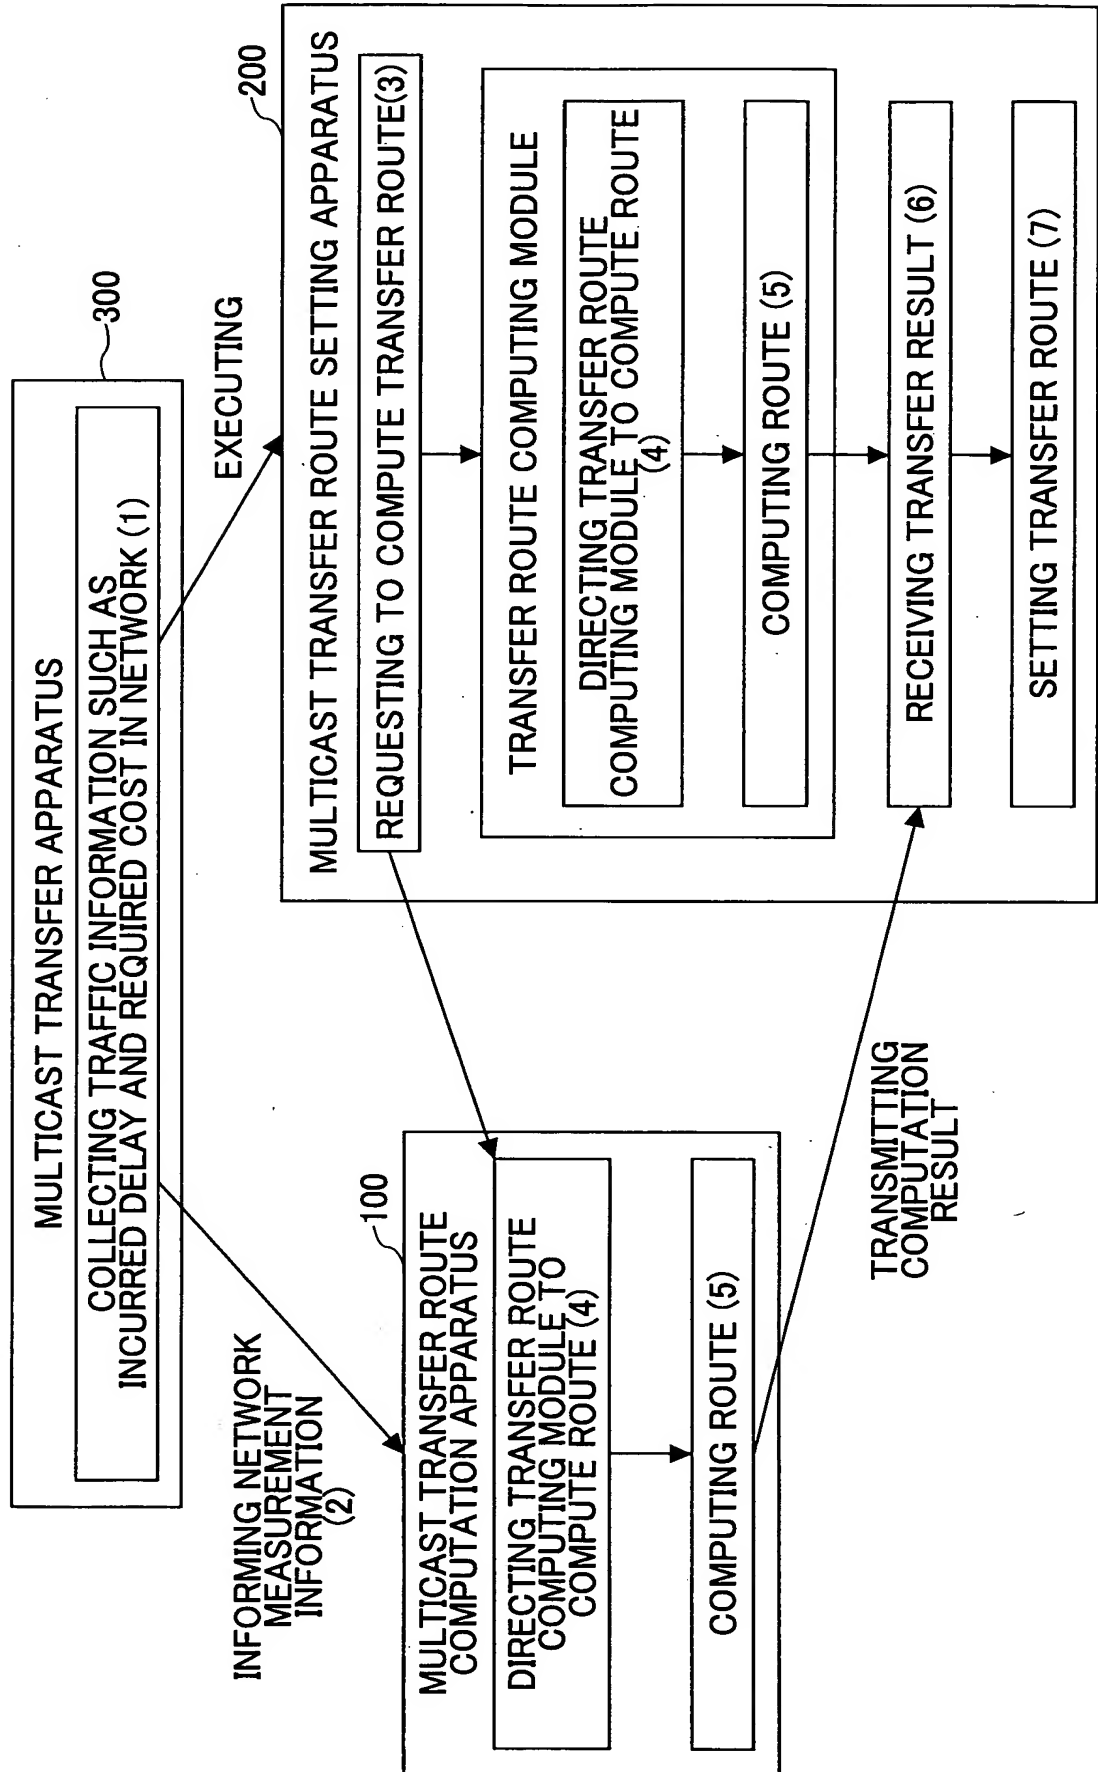 MULTICAST TRANSFER APPARATUS
300
COLLECTING TRAFFIC INFORMATION SUCH AS
INCURRED DELAY AND REQUIRED COST IN NETWORK (1)
INFORMING NETWORK
MEASUREMENT
INFORMATION
(2)
EXECUTING
100
MULTICAST TRANSFER ROUTE
COMPUTATION APPARATUS
DIRECTING TRANSFER ROUTE
COMPUTING MODULE TO
COMPUTE ROUTE (4)
COMPUTING ROUTE (5)
TRANSMITTING
COMPUTATION
RESULT
200
MULTICAST TRANSFER ROUTE SETTING APPARATUS
REQUESTING TO COMPUTE TRANSFER ROUTE(3)
TRANSFER ROUTE COMPUTING MODULE
DIRECTING TRANSFER ROUTE
COMPUTING MODULE TO COMPUTE ROUTE
(4)
COMPUTING ROUTE (5)
RECEIVING TRANSFER RESULT (6)
SETTING TRANSFER ROUTE (7)